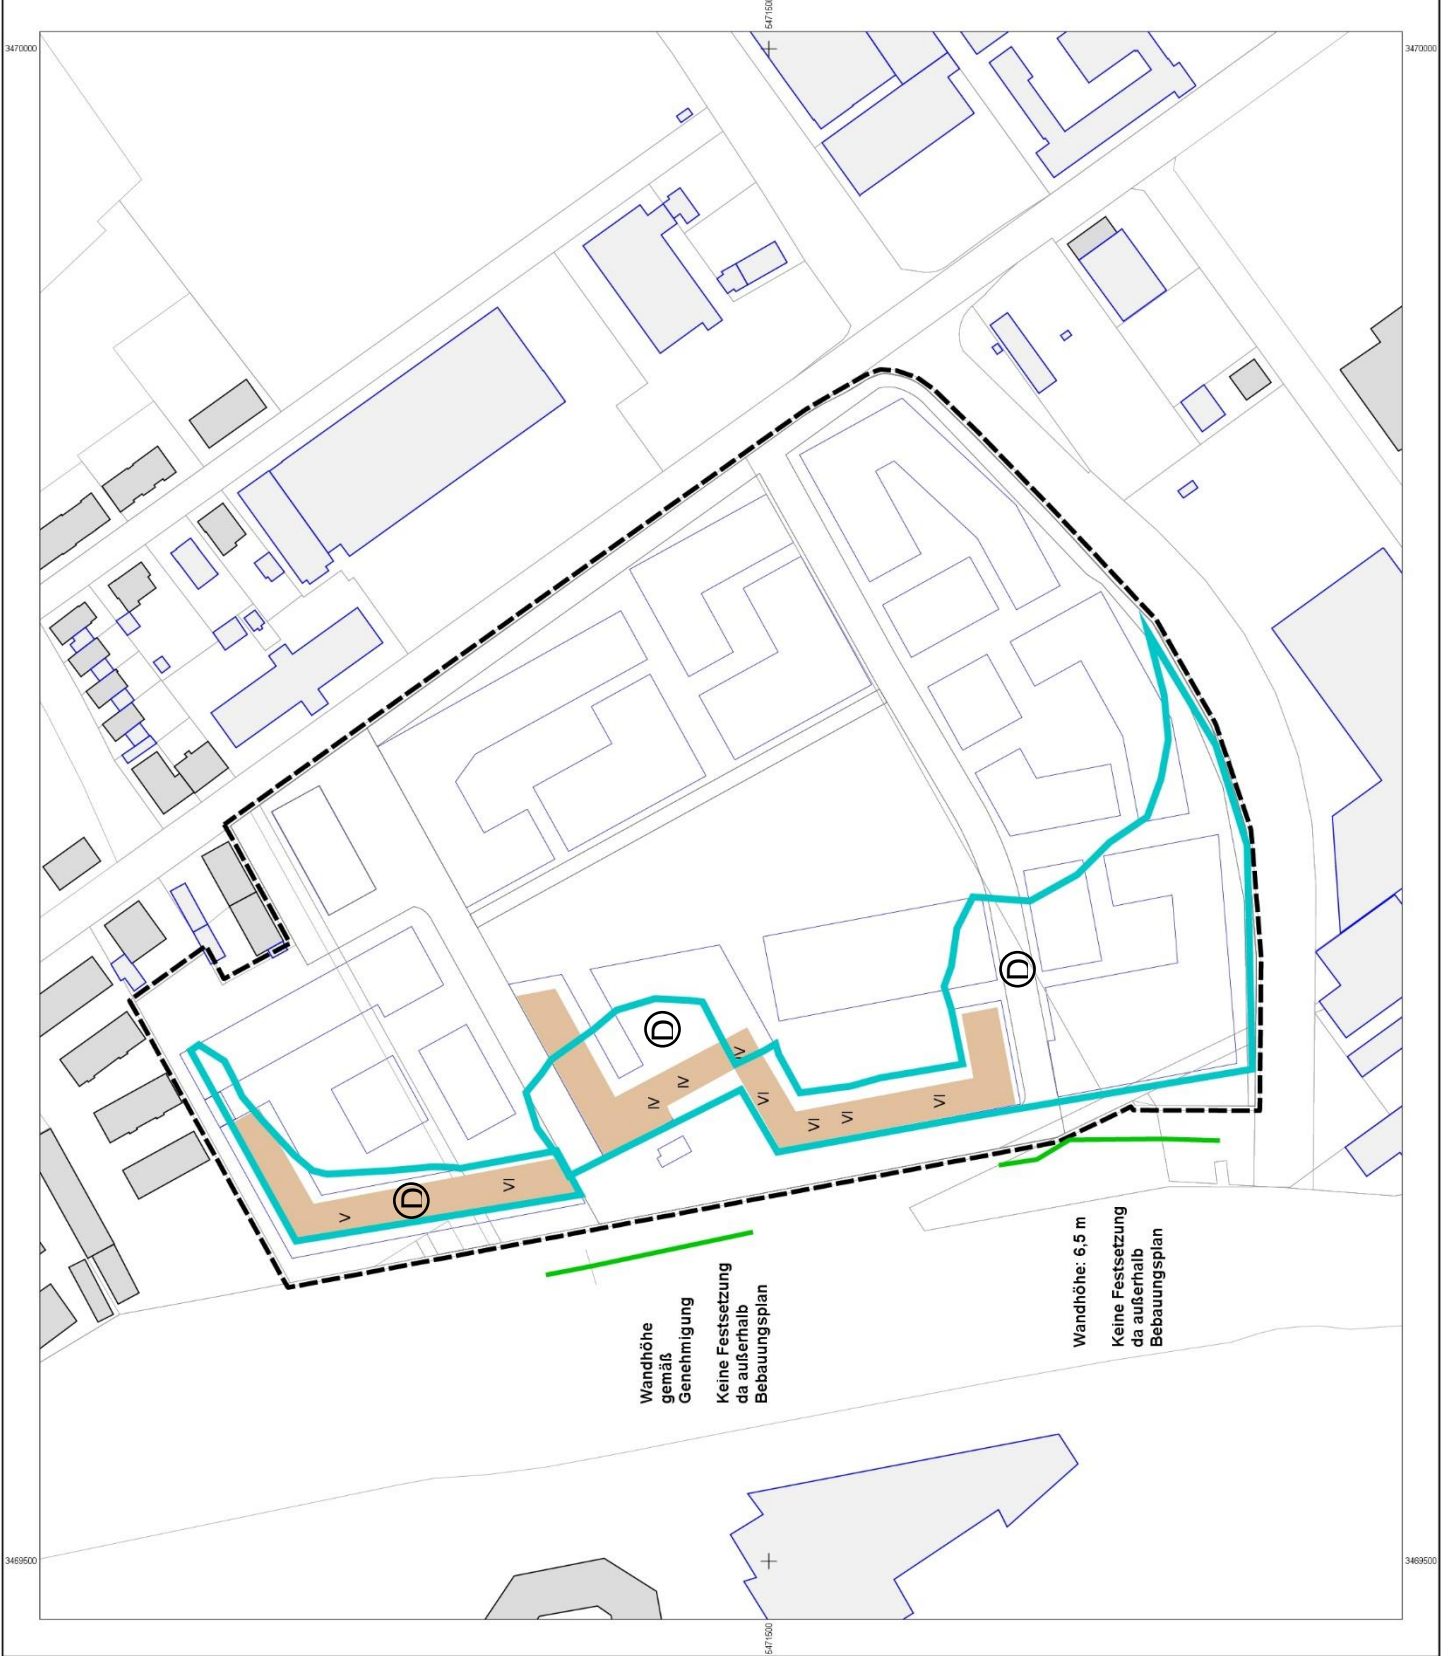 5471500
3470000
3470000
D
D
D
IV
IV
IV
VI
VI
VI
VI
VI
V
Wandhöhe
gemäß
Genehmigung
Keine Festsetzung
da außerhalb
Bebauungsplan
Wandhöhe: 6,5 m
Keine Festsetzung
da außerhalb
Bebauungsplan
3469500
3469500
5471500